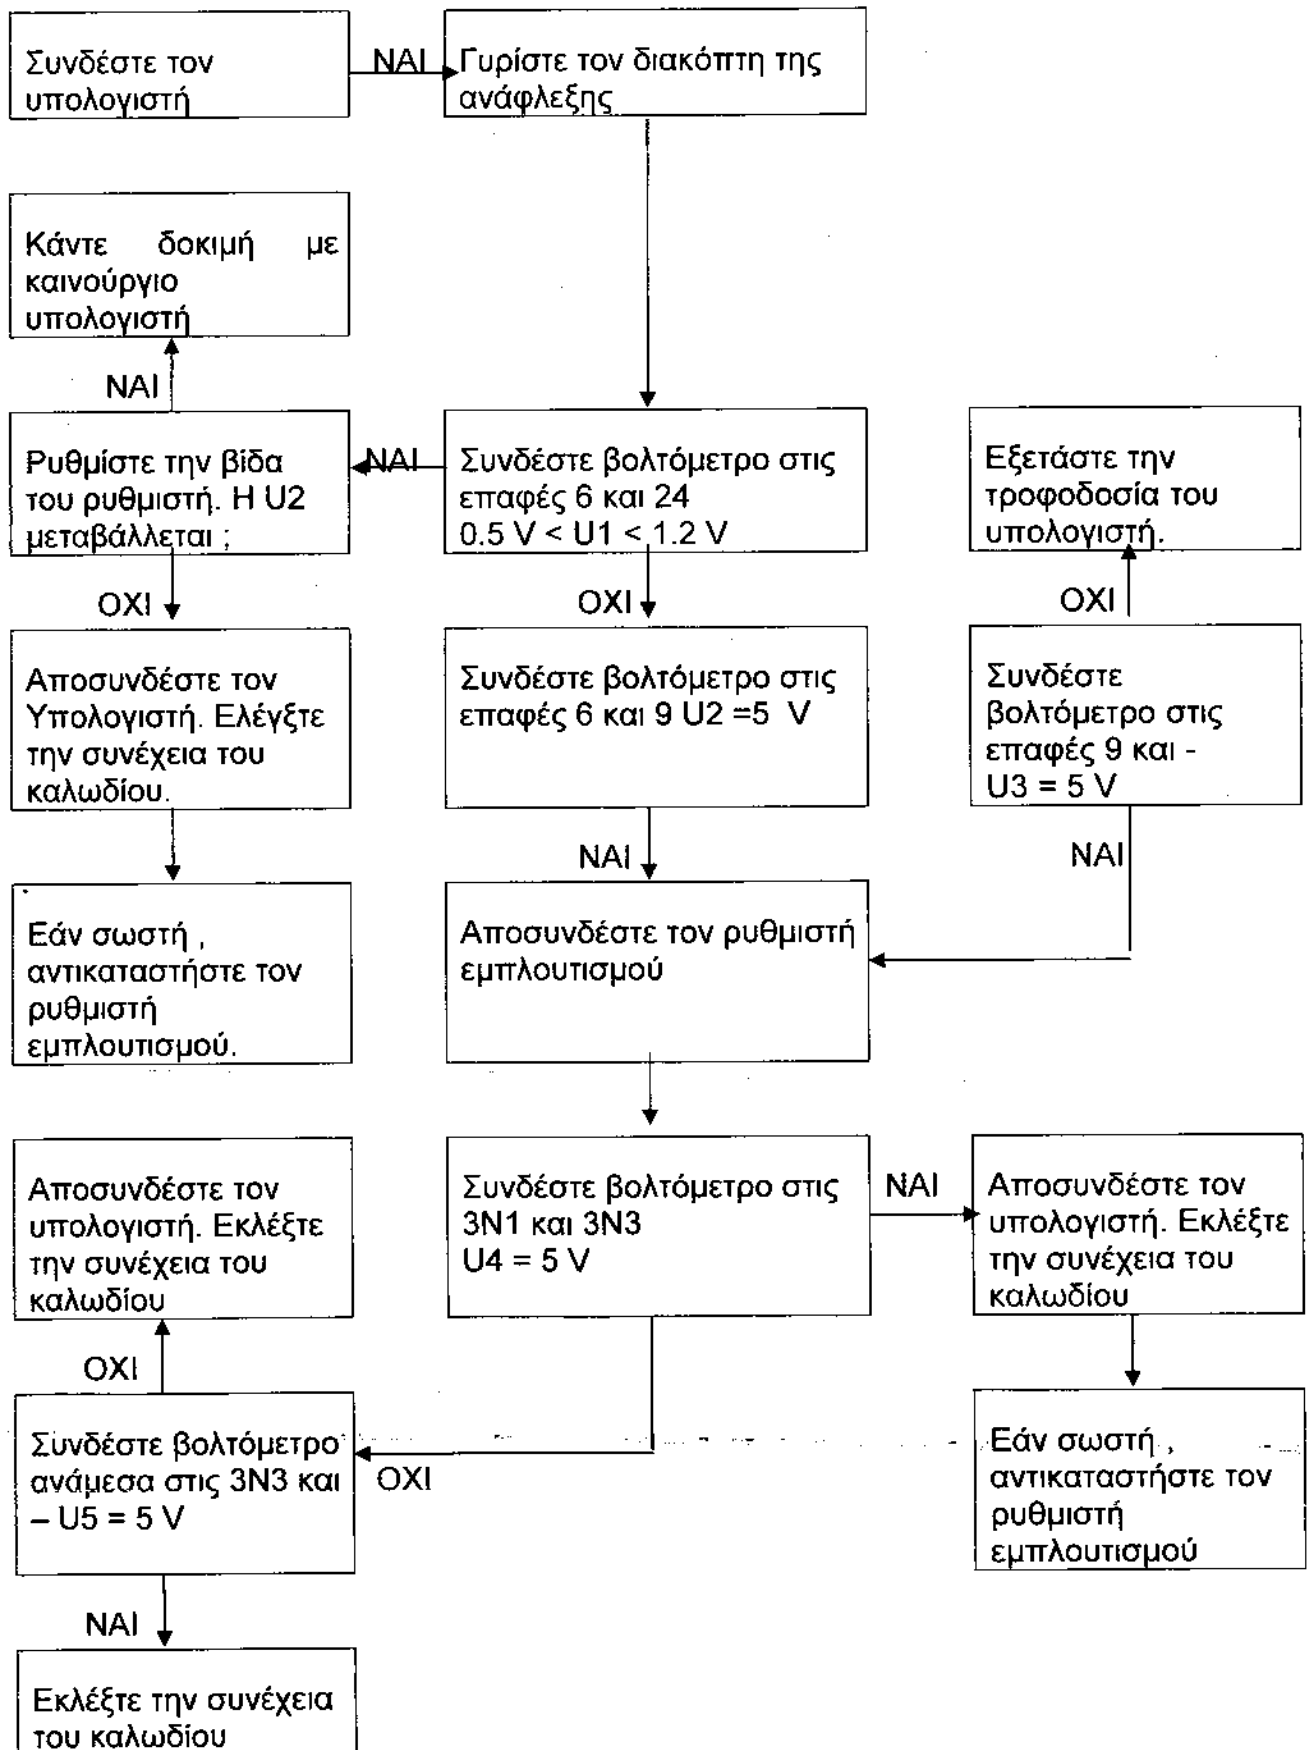 Συνδέστε τον
υπολογιστή
ΝΑΙ
Γυρίστε τον διακόπτη της
ανάφλεξης
Κάντε δοκιμή με
καινούργιο
υπολογιστή
ΝΑΙ
Ρυθμίστε την βίδα
του ρυθμιστή. Η U2
μεταβάλλεται ;
ΝΑΙ
Συνδέστε βολτόμετρο στις
επαφές 6 και 24
0.5 V < U1 < 1.2 V
Εξετάστε την
τροφοδοσία του
υπολογιστή.
ΟΧΙ
ΟΧΙ
ΟΧΙ
Αποσυνδέστε τον
Υπολογιστή. Ελέγξτε
την συνέχεια του
καλωδίου.
Συνδέστε βολτόμετρο στις
επαφές 6 και 9 U2 =5 V
Συνδέστε
βολτόμετρο στις
επαφές 9 και -
U3 = 5 V
ΝΑΙ
ΝΑΙ
Εάν σωστή ,
αντικαταστήστε τον
ρυθμιστή
εμπλουτισμού.
Αποσυνδέστε τον ρυθμιστή
εμπλουτισμού
Αποσυνδέστε τον
υπολογιστή. Εκλέξτε
την συνέχεια του
καλωδίου
Συνδέστε βολτόμετρο στις
3Ν1 και 3Ν3
U4 = 5 V
ΝΑΙ
Αποσυνδέστε τον
υπολογιστή. Εκλέξτε
την συνέχεια του
καλωδίου
ΟΧΙ
Συνδέστε βολτόμετρο
ανάμεσα στις 3Ν3 και
– U5 = 5 V
ΟΧΙ
Εάν σωστή ,
αντικαταστήστε τον
ρυθμιστή
εμπλουτισμού
ΝΑΙ
Εκλέξτε την συνέχεια
του καλωδίου